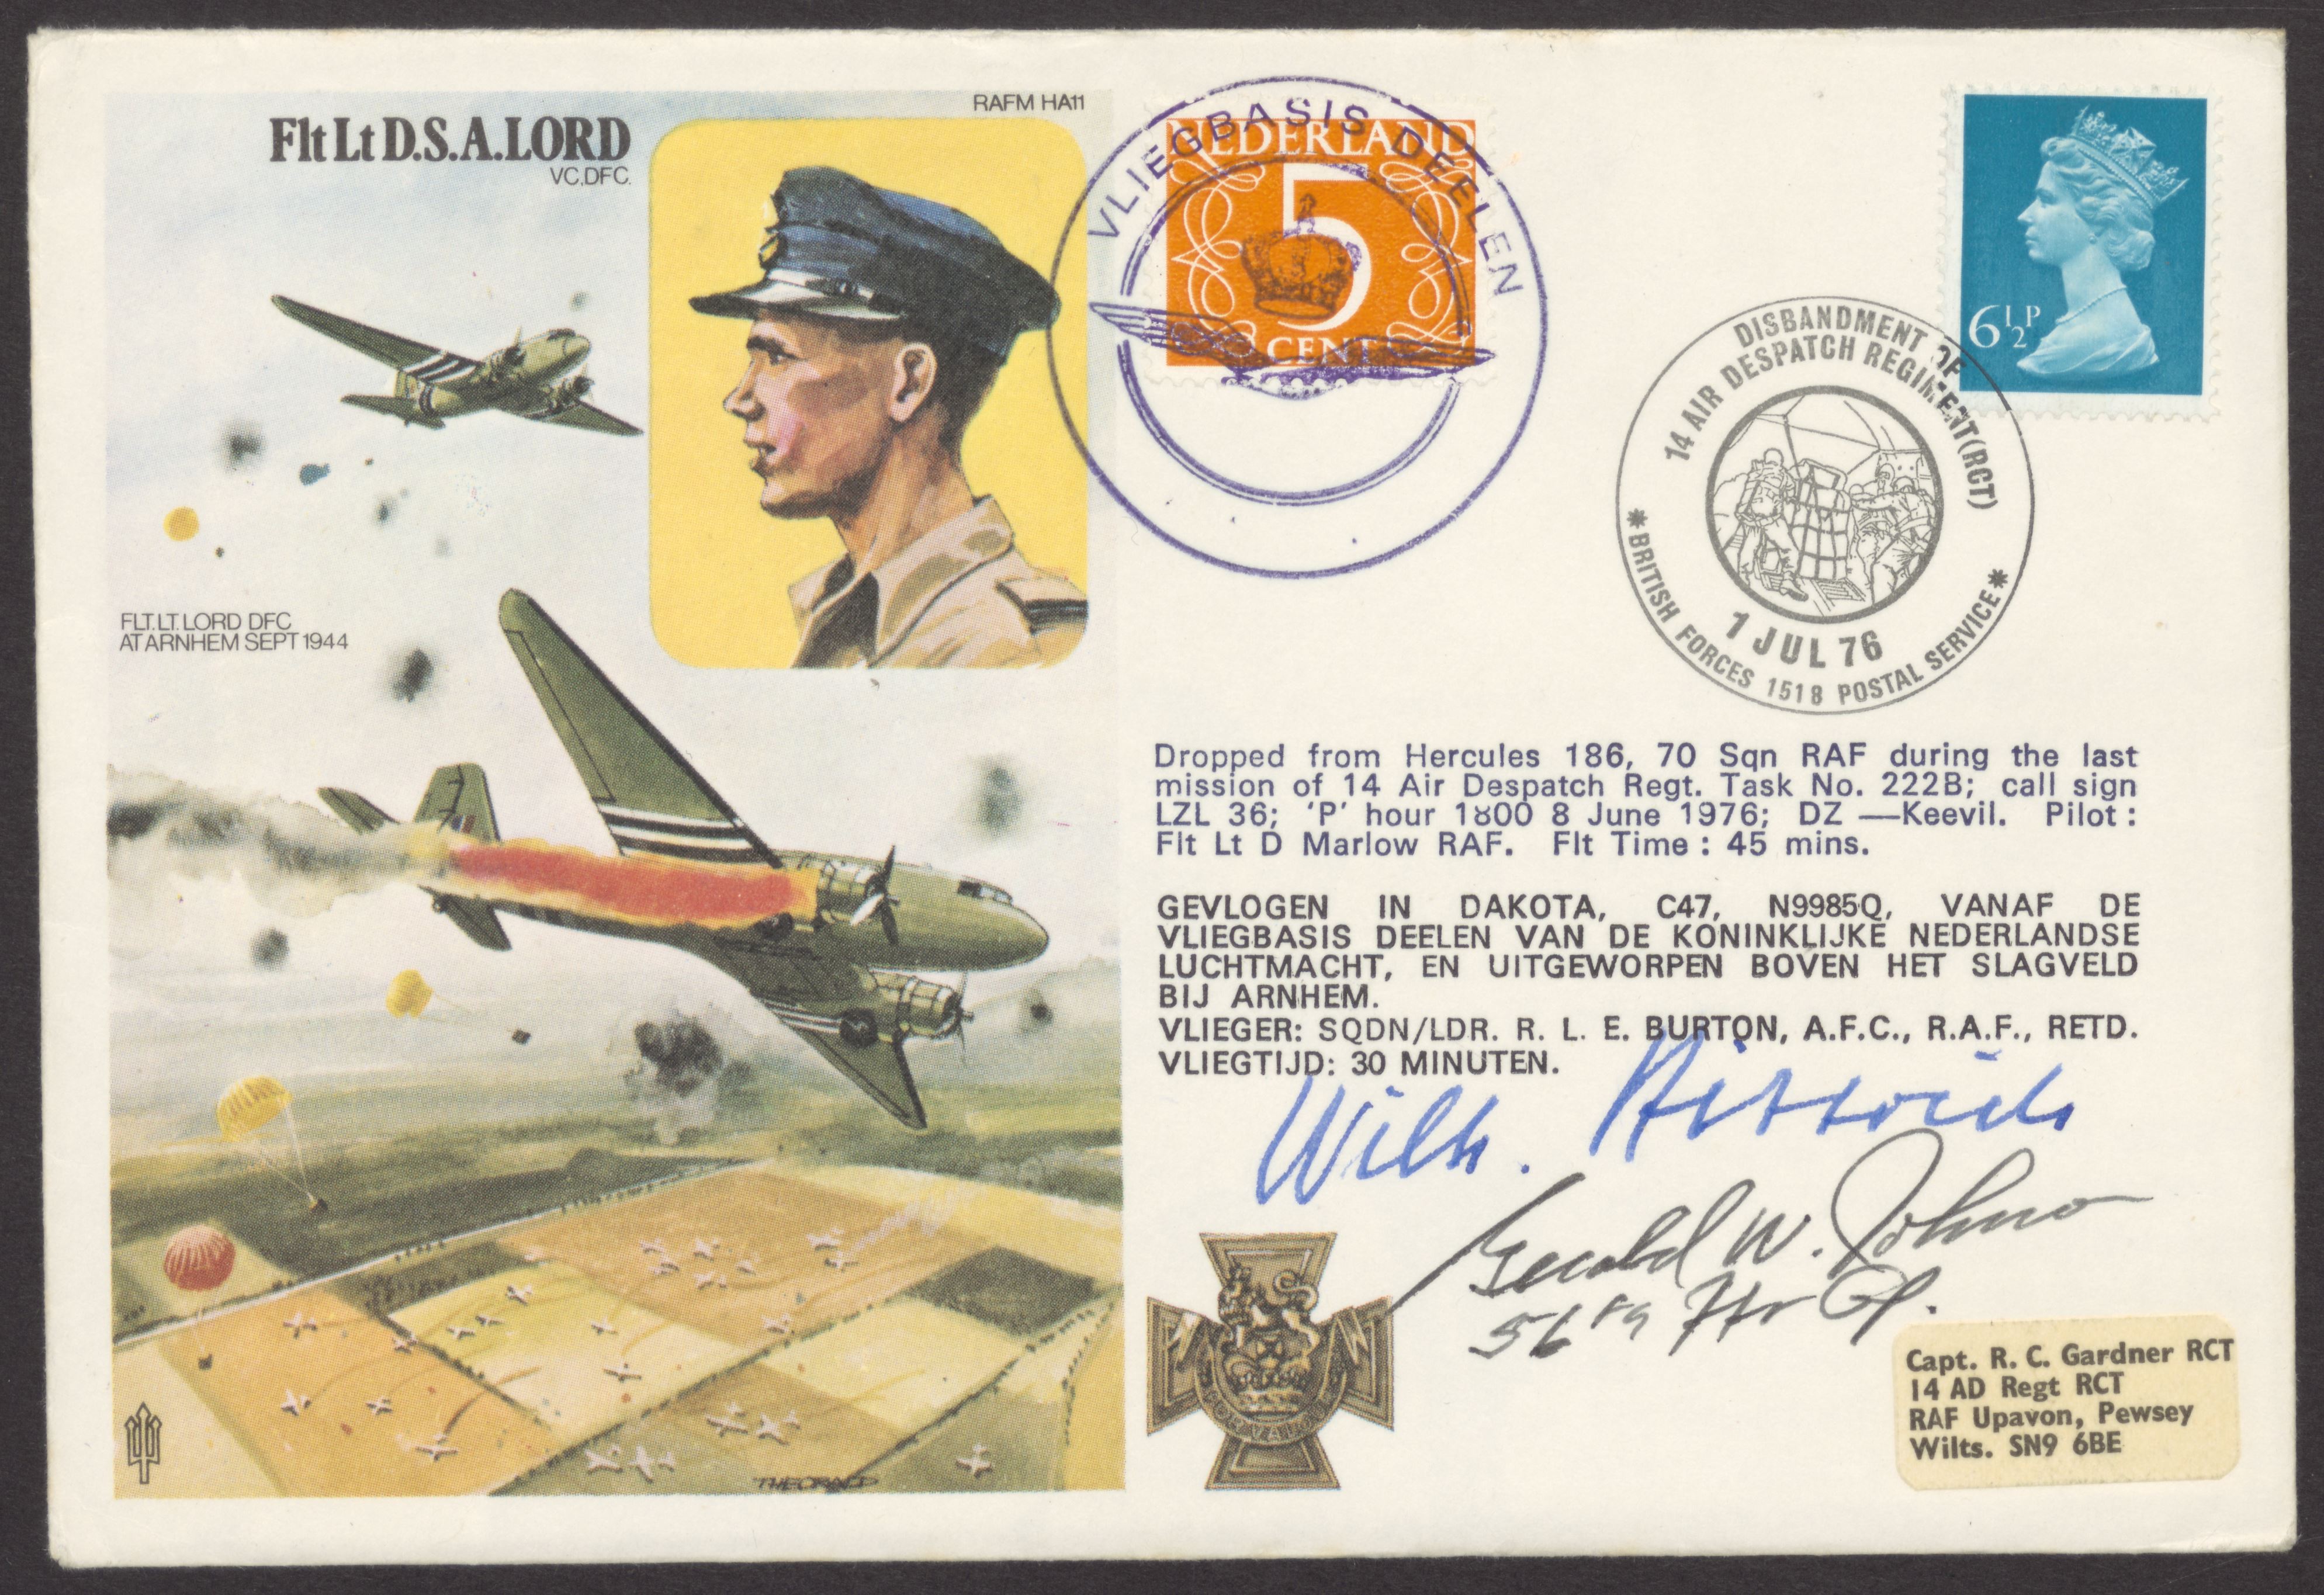 RAFM HA11
Flt Lt D.S.A.LORD
VC,DFC.
FLT.LT.LORD DFC
AT ARNHEM SEPT 1944
VLIEGBASIS DEELEN
NEDERLAND
5
CENT
6½P
DISBANDMENT OF
14 AIR DESPATCH REGIMENT (RCT)
1 JUL 76
* BRITISH FORCES 1518 POSTAL SERVICE *
Dropped from Hercules 186, 70 Sqn RAF during the last
mission of 14 Air Despatch Regt. Task No. 222B; call sign
LZL 36; 'P' hour 1800 8 June 1976; DZ —Keevil. Pilot :
Flt Lt D Marlow RAF. Flt Time : 45 mins.
GEVLOGEN IN DAKOTA, C47, N9985Q, VANAF DE
VLIEGBASIS DEELEN VAN DE KONINKLIJKE NEDERLANDSE
LUCHTMACHT, EN UITGEWORPEN BOVEN HET SLAGVELD
BIJ ARNHEM.
VLIEGER: SQDN/LDR. R. L. E. BURTON, A.F.C., R.A.F., RETD.
VLIEGTIJD: 30 MINUTEN.
Wilh.
Gerald W. Johnson
56th Ftr Gp.
Capt. R. C. Gardner RCT
14 AD Regt RCT
RAF Upavon, Pewsey
Wilts. SN9 6BE